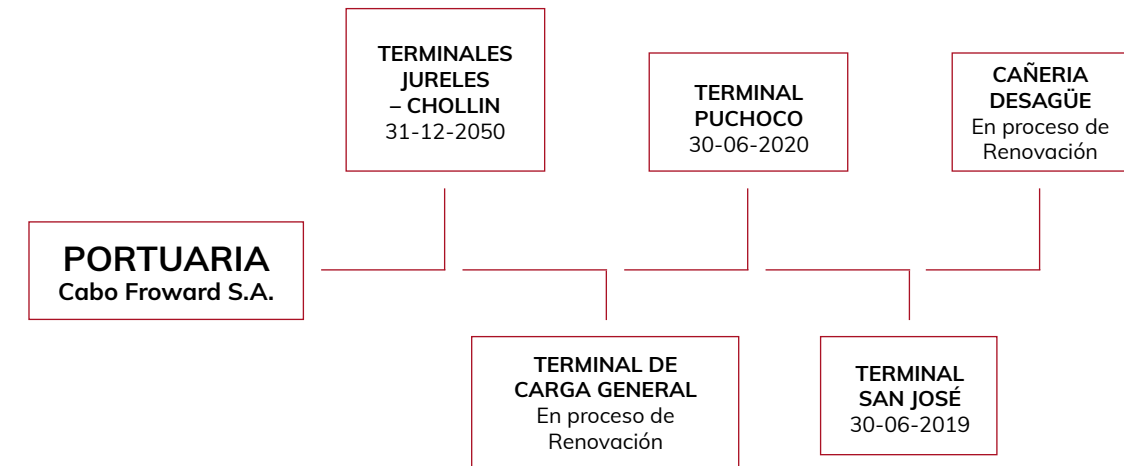 PORTUARIA
Cabo Froward S.A.
TERMINALES
JURELES
– CHOLLIN
31-12-2050
TERMINAL DE
CARGA GENERAL
En proceso de
Renovación
TERMINAL
PUCHOCO
30-06-2020
TERMINAL
SAN JOSÉ
30-06-2019
CAÑERIA
DESAGÜE
En proceso de
Renovación